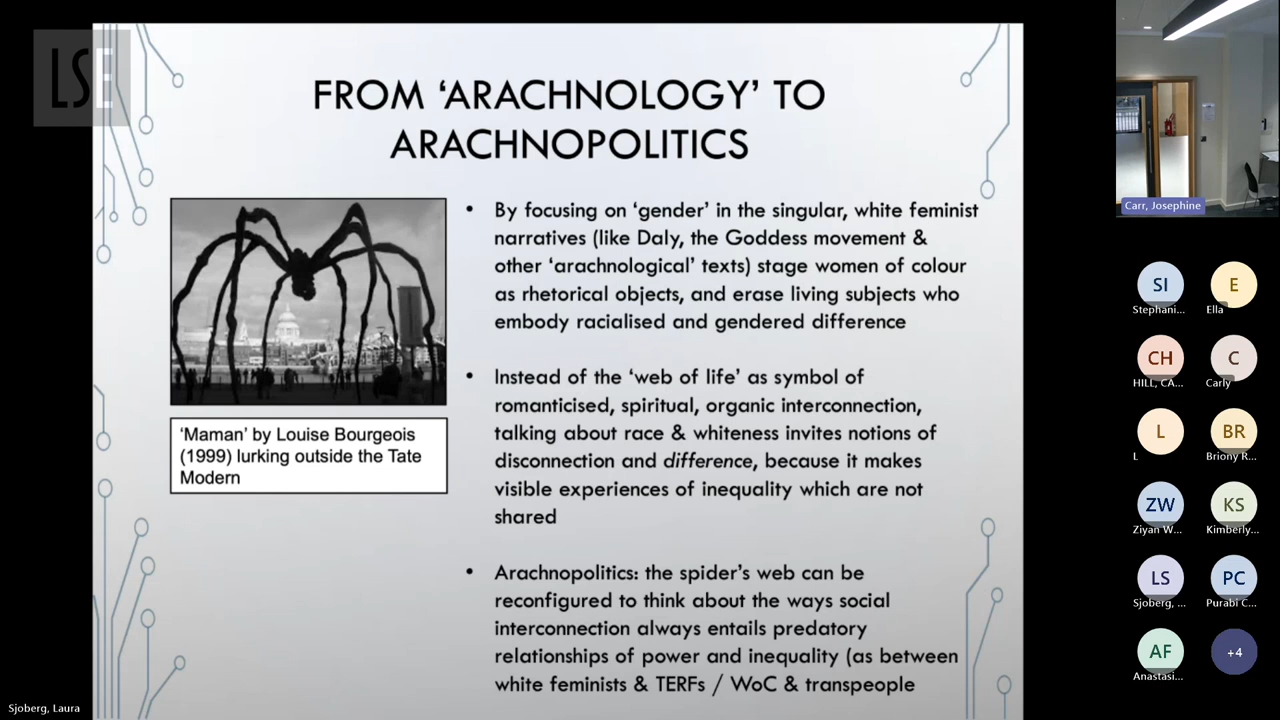 LSE
FROM ‘ARACHNOLOGY’ TO
ARACHNOPOLITICS
‘Maman’ by Louise Bourgeois
(1999) lurking outside the Tate
Modern
• By focusing on ‘gender’ in the singular, white feminist
narratives (like Daly, the Goddess movement &
other ‘arachnological’ texts) stage women of colour
as rhetorical objects, and erase living subjects who
embody racialised and gendered difference
• Instead of the ‘web of life’ as symbol of
romanticised, spiritual, organic interconnection,
talking about race & whiteness invites notions of
disconnection and difference, because it makes
visible experiences of inequality which are not
shared
• Arachnopolitics: the spider’s web can be
reconfigured to think about the ways social
interconnection always entails predatory
relationships of power and inequality (as between
white feminists & TERFs / WoC & transpeople
Sjoberg, Laura
Carr, Josephine
SI
Stephani...
E
Ella
CH
HILL, CA...
C
Carly
L
L
BR
Briony R...
ZW
Ziyan W...
KS
Kimberly...
LS
Sjoberg, ...
PC
Purabi C...
AF
Anastasi...
+4